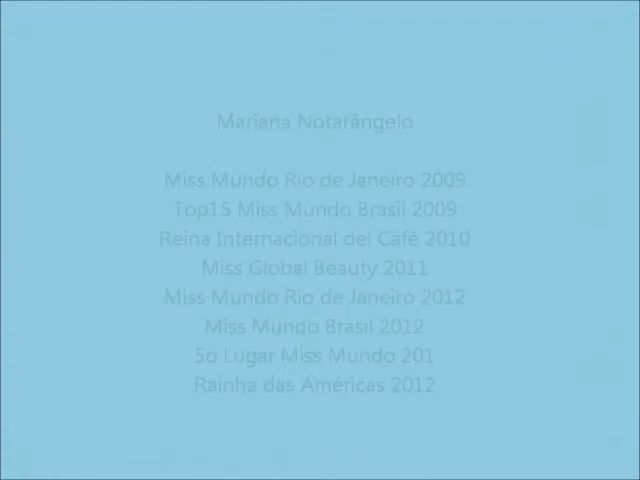 Mariana Notarângelo
Miss Mundo Rio de Janeiro 2009
Top15 Miss Mundo Brasil 2009
Reina Internacional del Café 2010
Miss Global Beauty 2011
Miss Mundo Rio de Janeiro 2012
Miss Mundo Brasil 2012
5o Lugar Miss Mundo 201
Rainha das Américas 2012